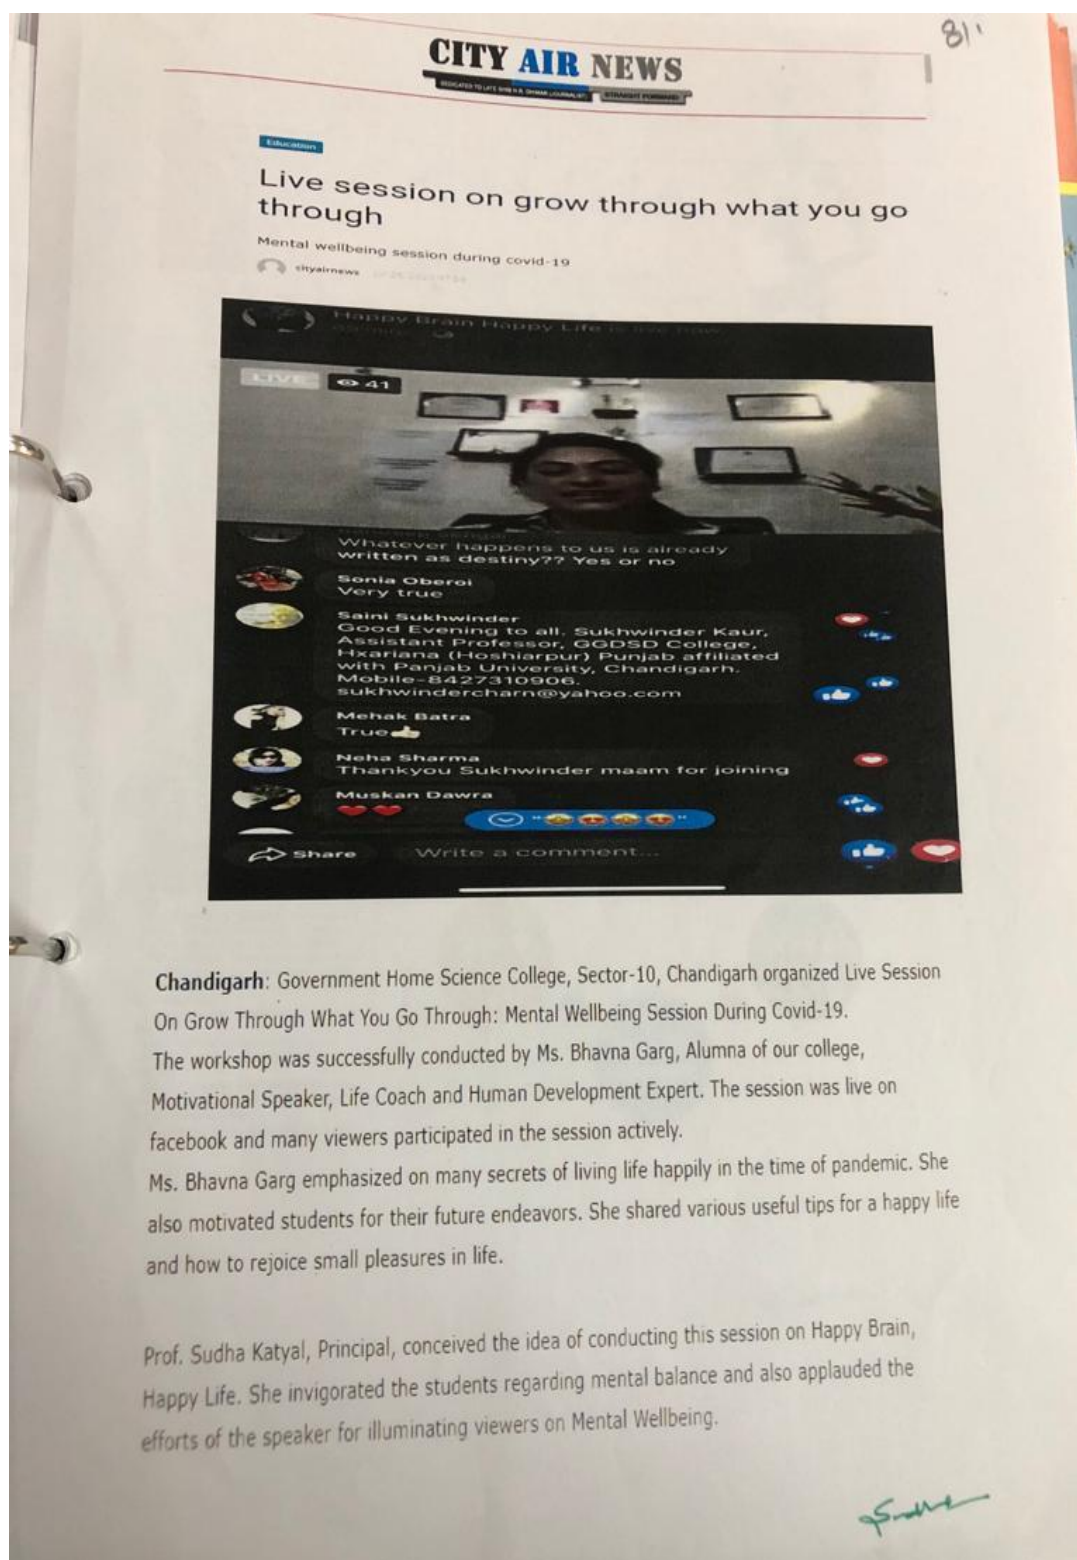 811
CITY AIR NEWS
STRAIGHT FORWARD
Education
Live session on grow through what you go
through
Mental wellbeing session during covid-19
cityairnews
Happy Brain Happy Life is live now
LIVE 41
Whatever happens to us is already
written as destiny?? Yes or no
Sonia Oberoi
Very true
Saini Sukhwinder
Good Evening to all. Sukhwinder Kaur,
Assistant Professor, GGDSD College,
Hxariana (Hoshiarpur) Punjab affiliated
with Panjab University, Chandigarh.
Mobile-8427310906.
sukhwindercharn@yahoo.com
Mehak Batra
True👍
Neha Sharma
Thankyou Sukhwinder maam for joining
Muskan Dawra
Share Write a comment...
Chandigarh: Government Home Science College, Sector-10, Chandigarh organized Live Session
On Grow Through What You Go Through: Mental Wellbeing Session During Covid-19.
The workshop was successfully conducted by Ms. Bhavna Garg, Alumna of our college,
Motivational Speaker, Life Coach and Human Development Expert. The session was live on
facebook and many viewers participated in the session actively.
Ms. Bhavna Garg emphasized on many secrets of living life happily in the time of pandemic. She
also motivated students for their future endeavors. She shared various useful tips for a happy life
and how to rejoice small pleasures in life.
Prof. Sudha Katyal, Principal, conceived the idea of conducting this session on Happy Brain,
Happy Life. She invigorated the students regarding mental balance and also applauded the
efforts of the speaker for illuminating viewers on Mental Wellbeing.